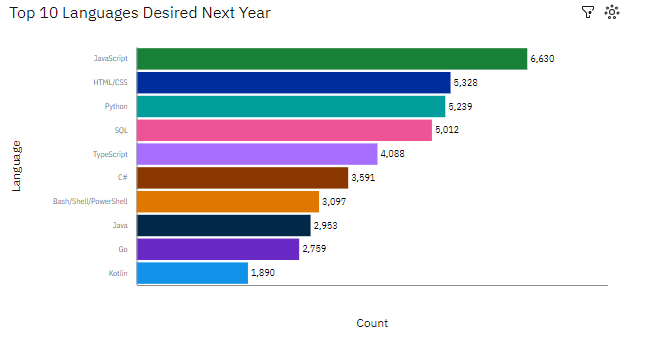 Top 10 Languages Desired Next Year
Language
JavaScript 6,630
HTML/CSS 5,328
Python 5,239
SQL 5,012
TypeScript 4,088
C# 3,591
Bash/Shell/PowerShell 3,097
Java 2,953
Go 2,759
Kotlin 1,890
Count